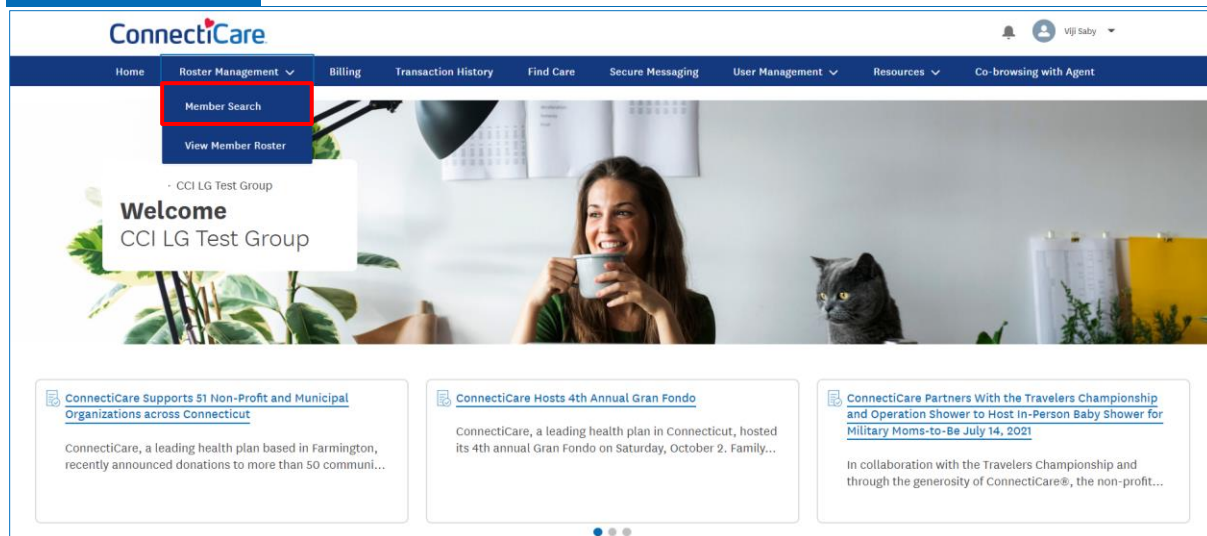 ConnectiCare
Viji Saby
Home Roster Management Billing Transaction History Find Care Secure Messaging User Management Resources Co-browsing with Agent
Member Search
View Member Roster
- CCI LG Test Group
Welcome
CCI LG Test Group
ConnectiCare Supports 51 Non-Profit and Municipal
Organizations across Connecticut
ConnectiCare, a leading health plan based in Farmington,
recently announced donations to more than 50 communi...
ConnectiCare Hosts 4th Annual Gran Fondo
ConnectiCare, a leading health plan in Connecticut, hosted
its 4th annual Gran Fondo on Saturday, October 2. Family...
ConnectiCare Partners With the Travelers Championship
and Operation Shower to Host In-Person Baby Shower for
Military Moms-to-Be July 14, 2021
In collaboration with the Travelers Championship and
through the generosity of ConnectiCare®, the non-profit...